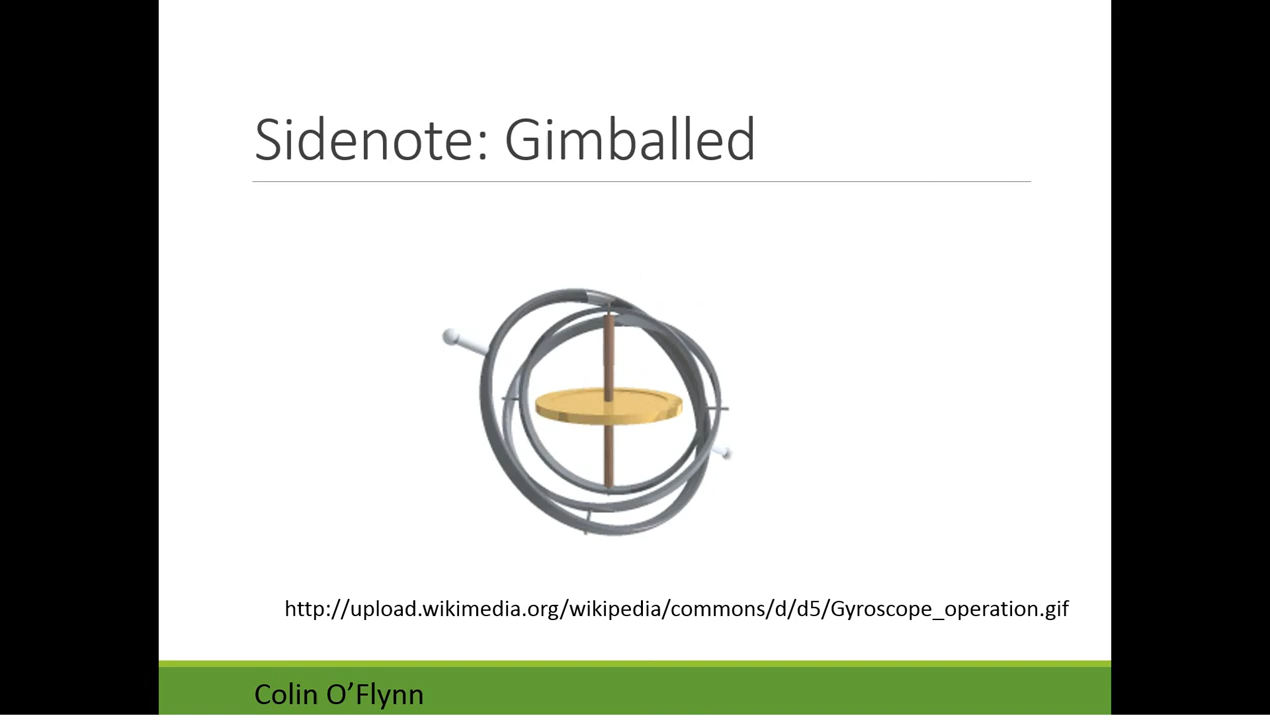 Sidenote: Gimballed
http://upload.wikimedia.org/wikipedia/commons/d/d5/Gyroscope_operation.gif
Colin O’Flynn